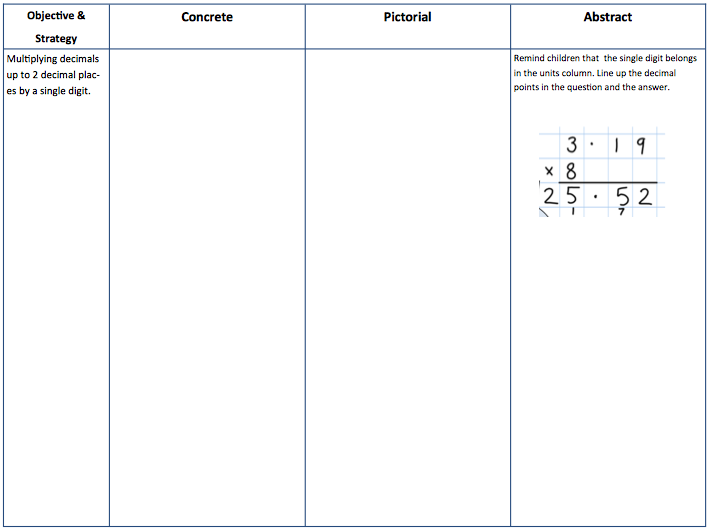 Objective &
Strategy
Concrete
Pictorial
Abstract
Multiplying decimals
up to 2 decimal plac-
es by a single digit.
Remind children that the single digit belongs
in the units column. Line up the decimal
points in the question and the answer.
3 · 1 9
× 8
2 5 · 5 2
1 7